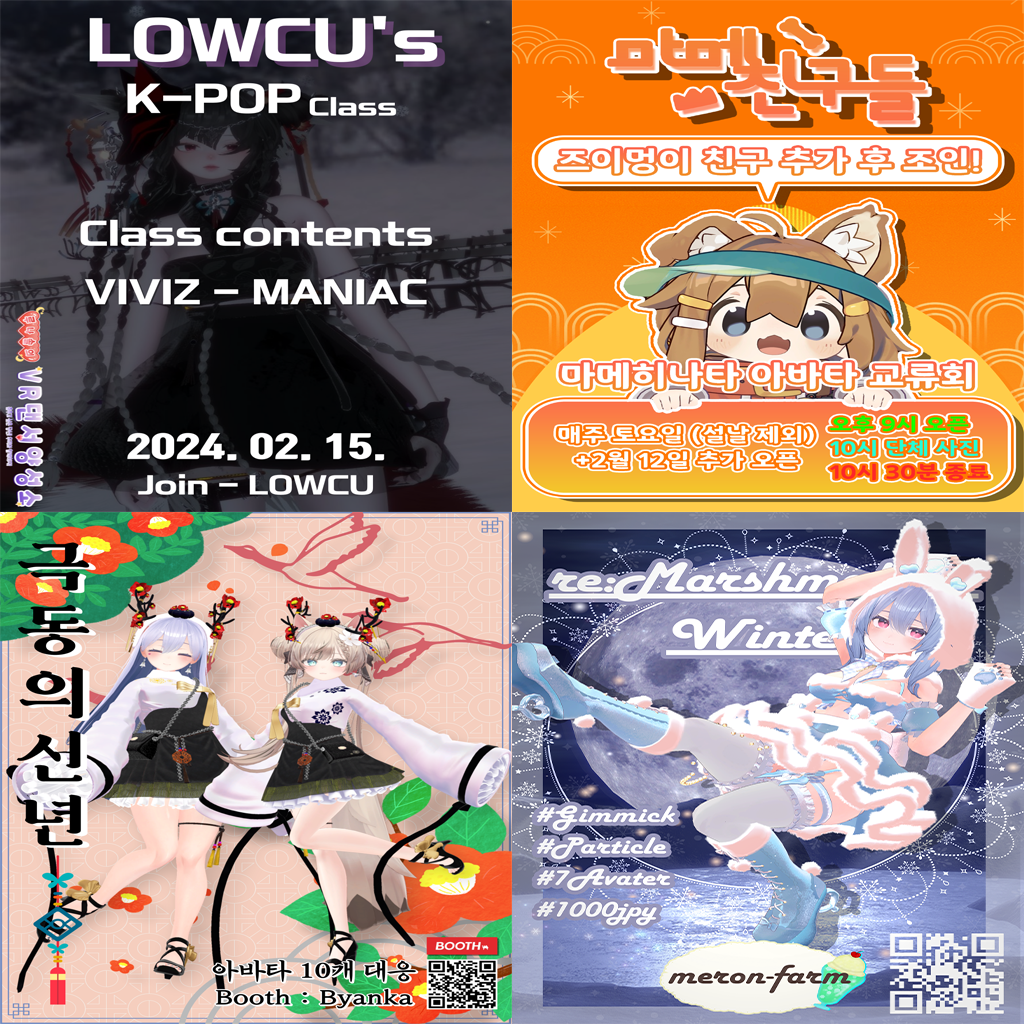 LOWCU's
K-POP Class
Class contents
VIVIZ - MANIAC
VR댄서양성소
2024. 02. 15.
Join - LOWCU
마메친구들
즈이멍이 친구 추가 후 조인!
마메히나타 아바타 교류회
매주 토요일 (설날 제외)
+2월 12일 추가 오픈
오후 9시 오픈
10시 단체 사진
10시 30분 종료
극동의 신년
BOOTH
아바타 10개 대응
Booth : Byanka
re:Marshm
Winte
#Gimmick
#Particle
#7Avater
#1000jpy
meron-farm